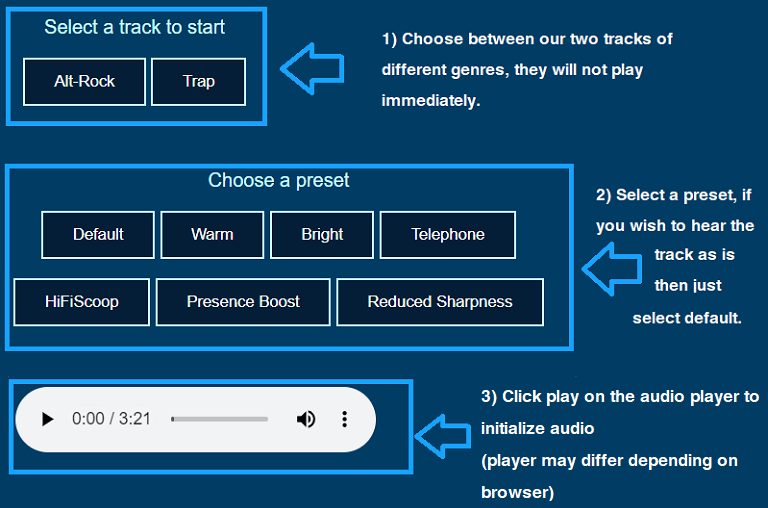 Select a track to start
Alt-Rock Trap
1) Choose between our two tracks of
different genres, they will not play
immediately.
Choose a preset
Default Warm Bright Telephone
HiFiScoop Presence Boost Reduced Sharpness
2) Select a preset, if
you wish to hear the
track as is
then just
select default.
0:00 / 3:21
3) Click play on the audio player to
initialize audio
(player may differ depending on
browser)